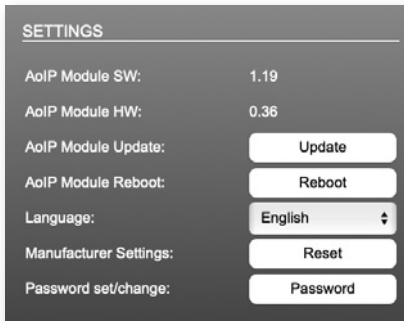 SETTINGS
AoIP Module SW: 1.19
AoIP Module HW: 0.36
AoIP Module Update: Update
AoIP Module Reboot: Reboot
Language: English
Manufacturer Settings: Reset
Password set/change: Password